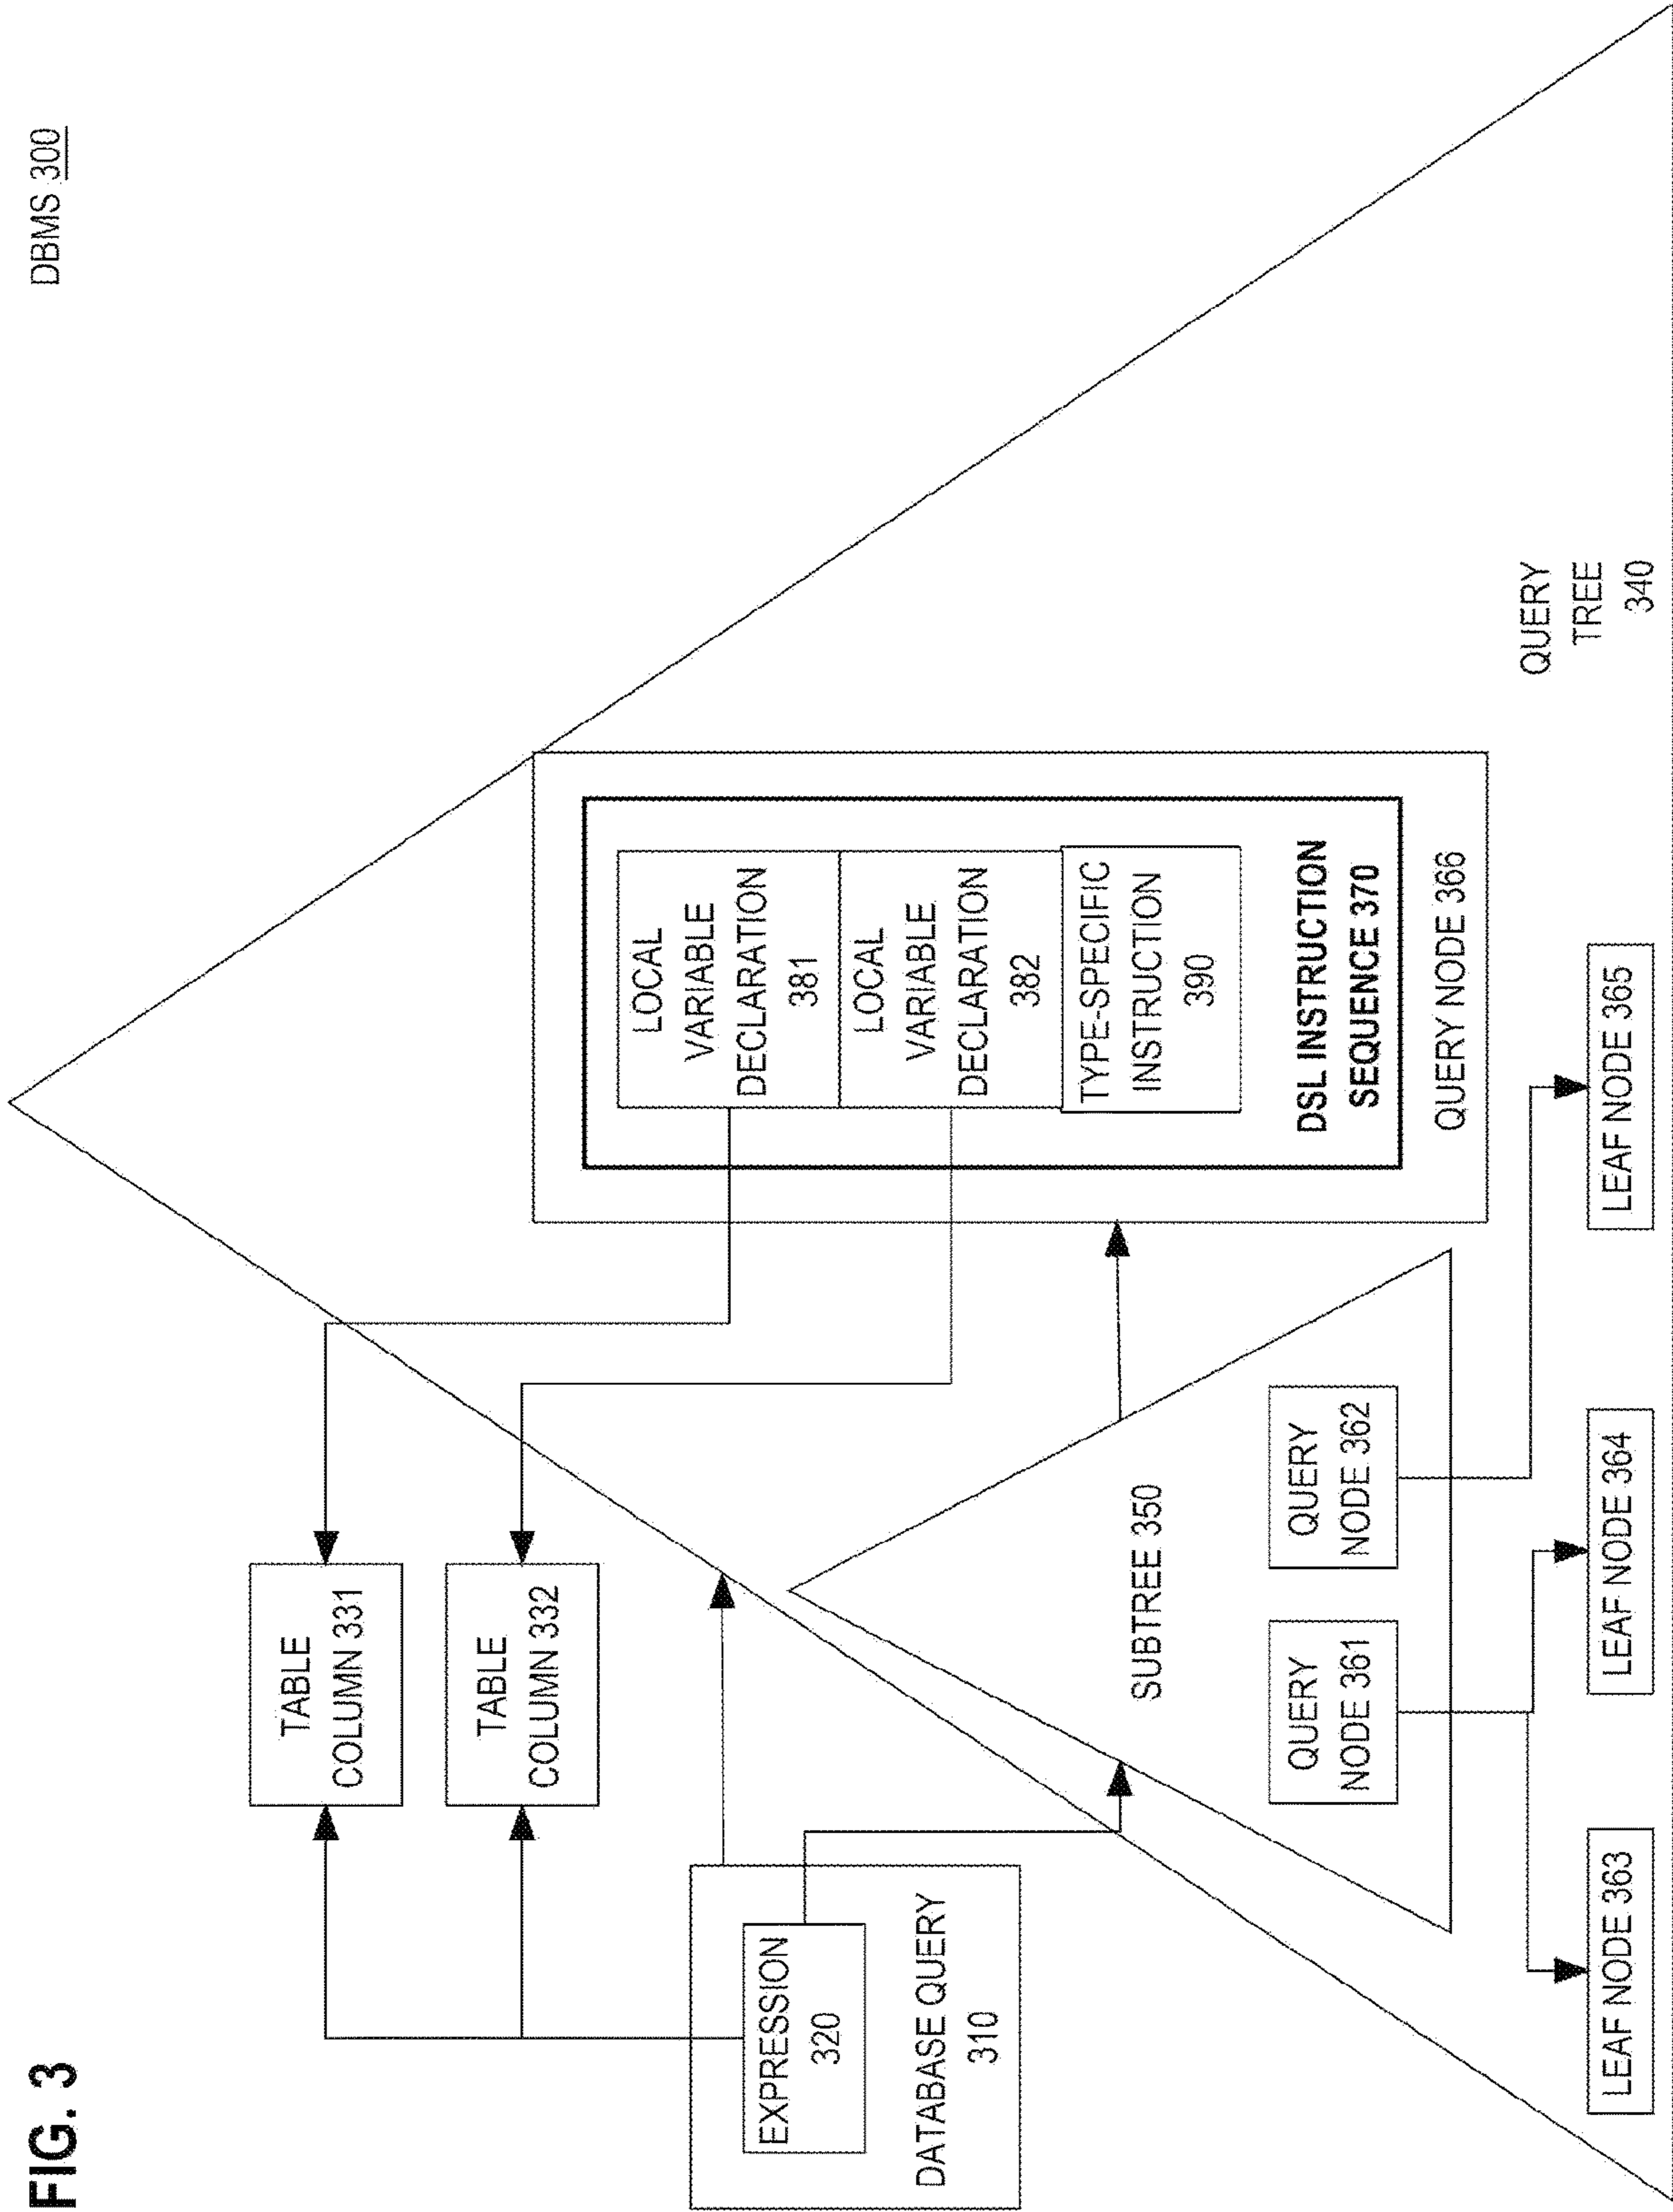 FIG. 3
DBMS 300
TABLE
COLUMN 331
TABLE
COLUMN 332
EXPRESSION
320
DATABASE QUERY
310
LOCAL
VARIABLE
DECLARATION
381
LOCAL
VARIABLE
DECLARATION
382
TYPE-SPECIFIC
INSTRUCTION
390
DSL INSTRUCTION
SEQUENCE 370
QUERY NODE 366
SUBTREE 350
QUERY
NODE 361
QUERY
NODE 362
LEAF NODE 363
LEAF NODE 364
LEAF NODE 365
QUERY
TREE
340